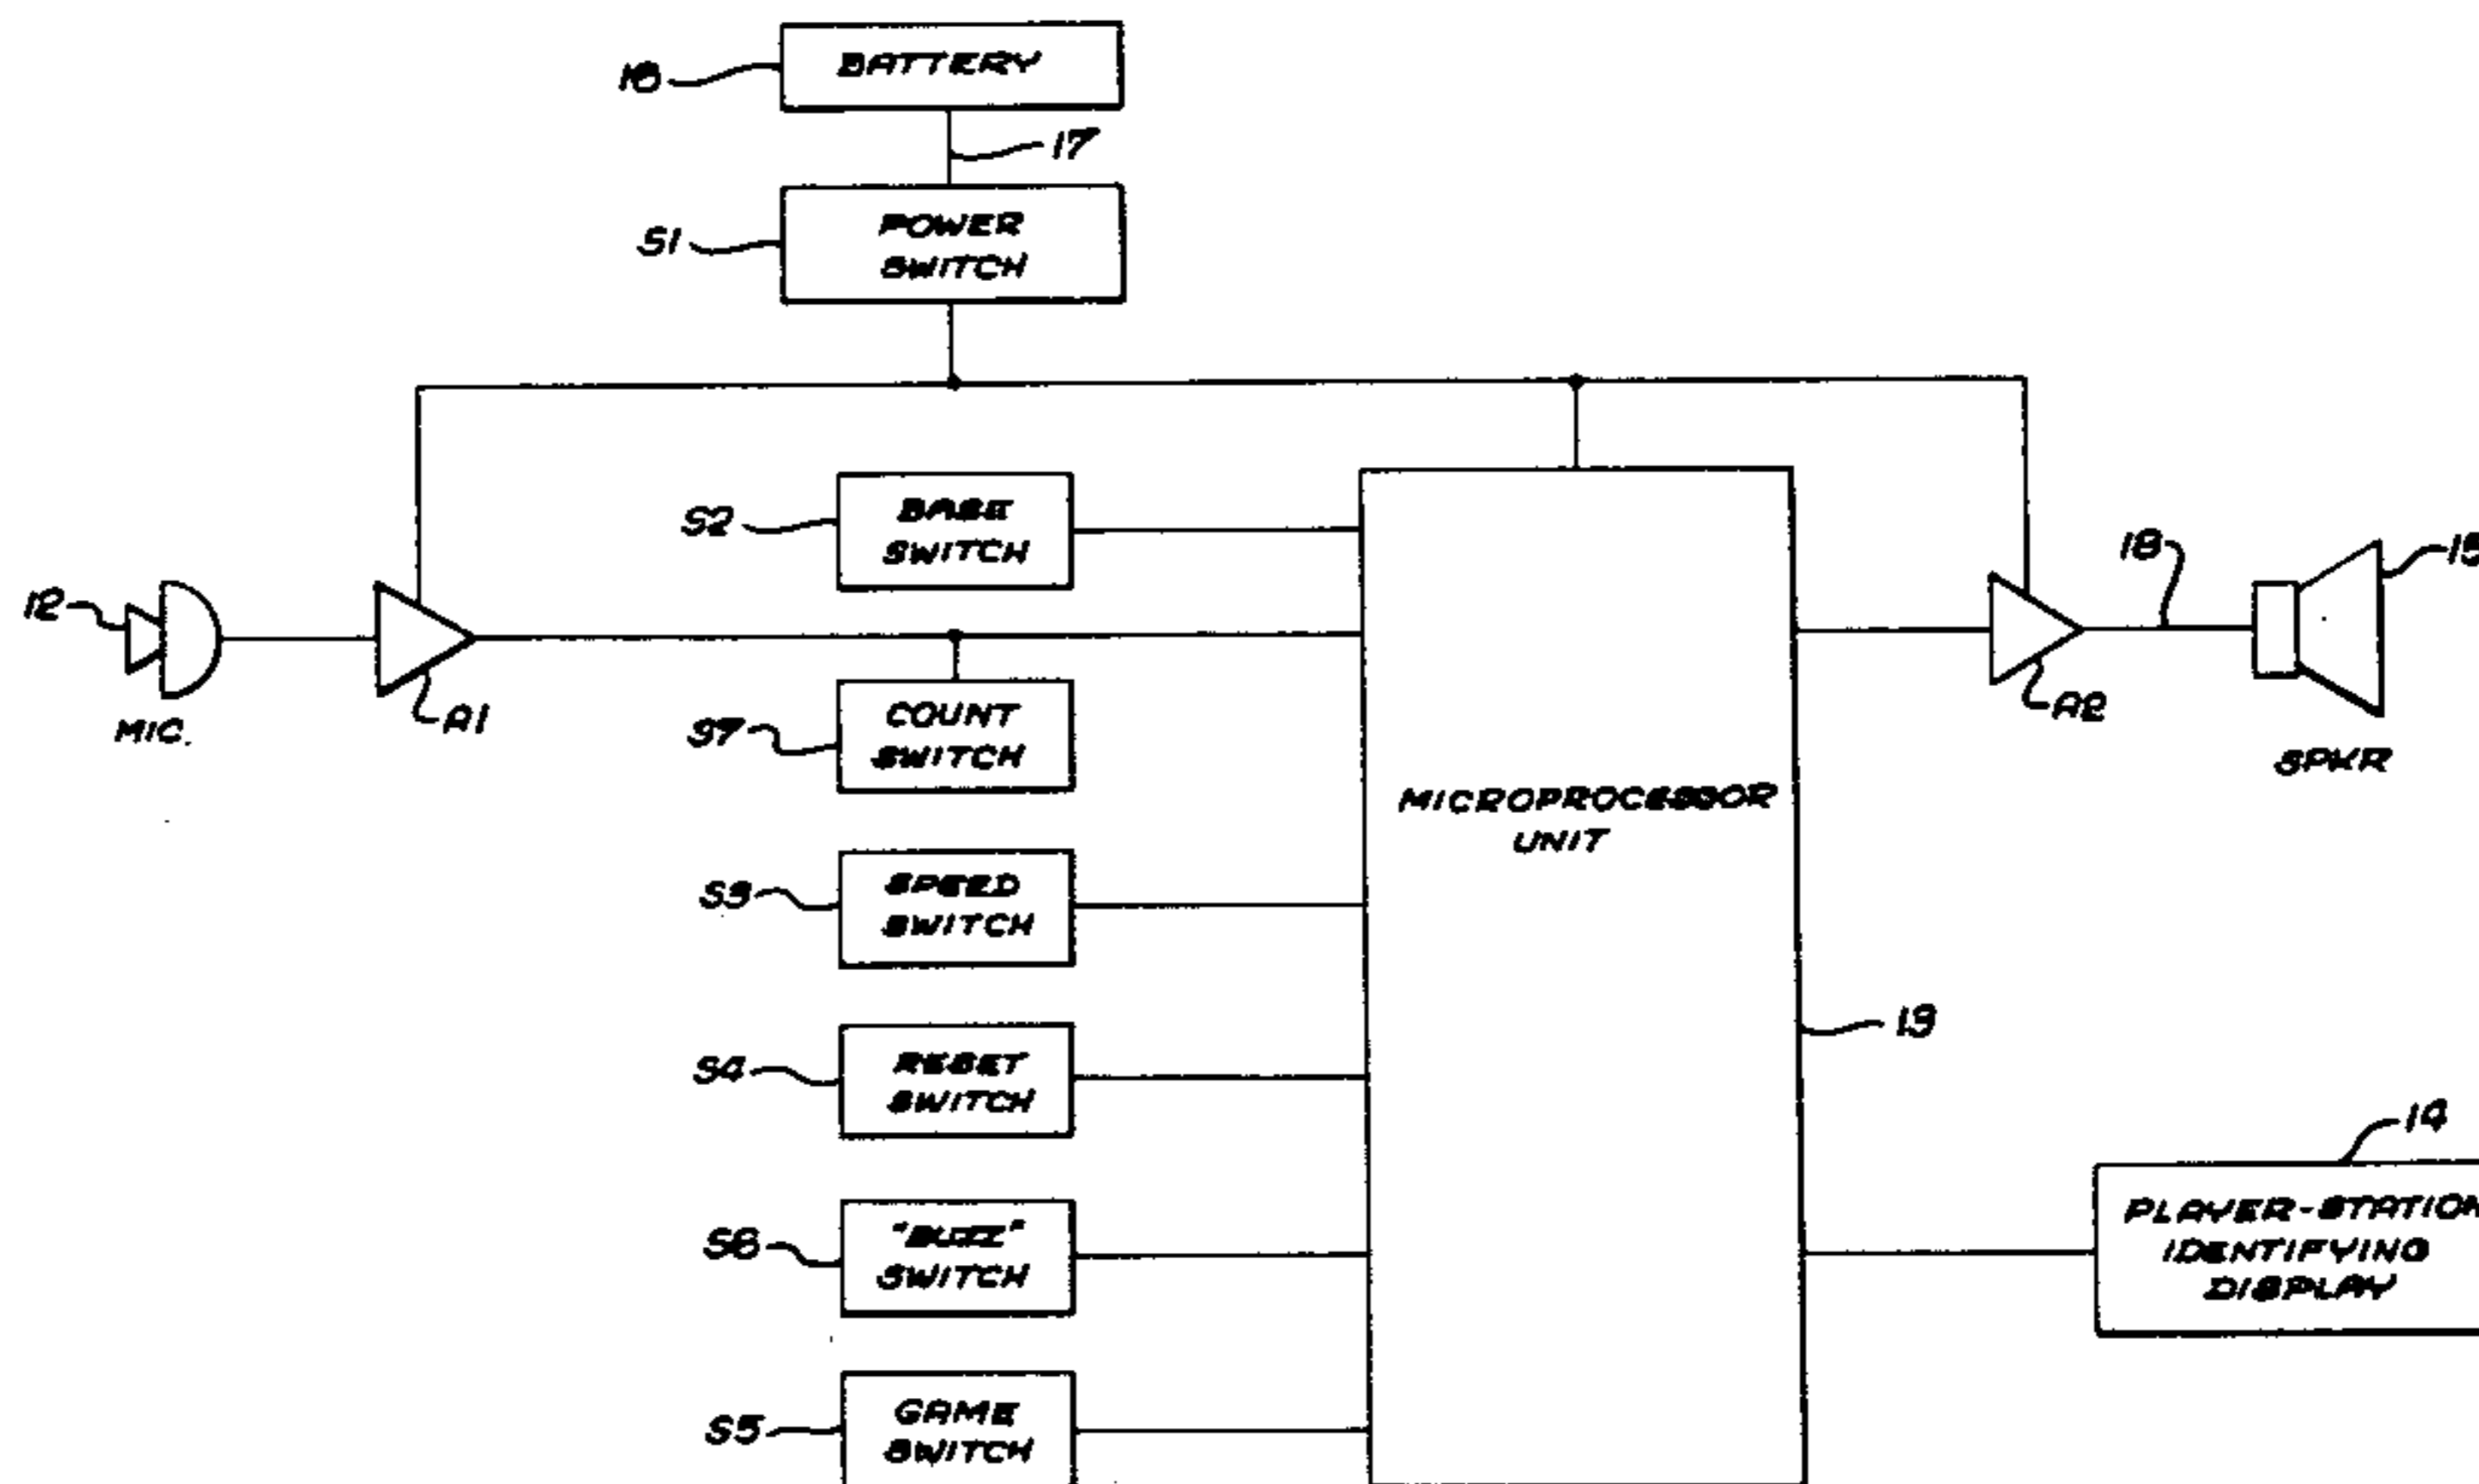 BATTERY
16
17
POWER
SWITCH
S1
BASE
SWITCH
S2
18
15
12
MIC.
A1
COUNT
SWITCH
S7
A2
SPKR
MICROPROCESSOR
UNIT
SPEED
SWITCH
S3
13
RESET
SWITCH
S4
14
PLAYER-STATION
IDENTIFYING
DISPLAY
"BUZZ"
SWITCH
S6
GAME
SWITCH
S5